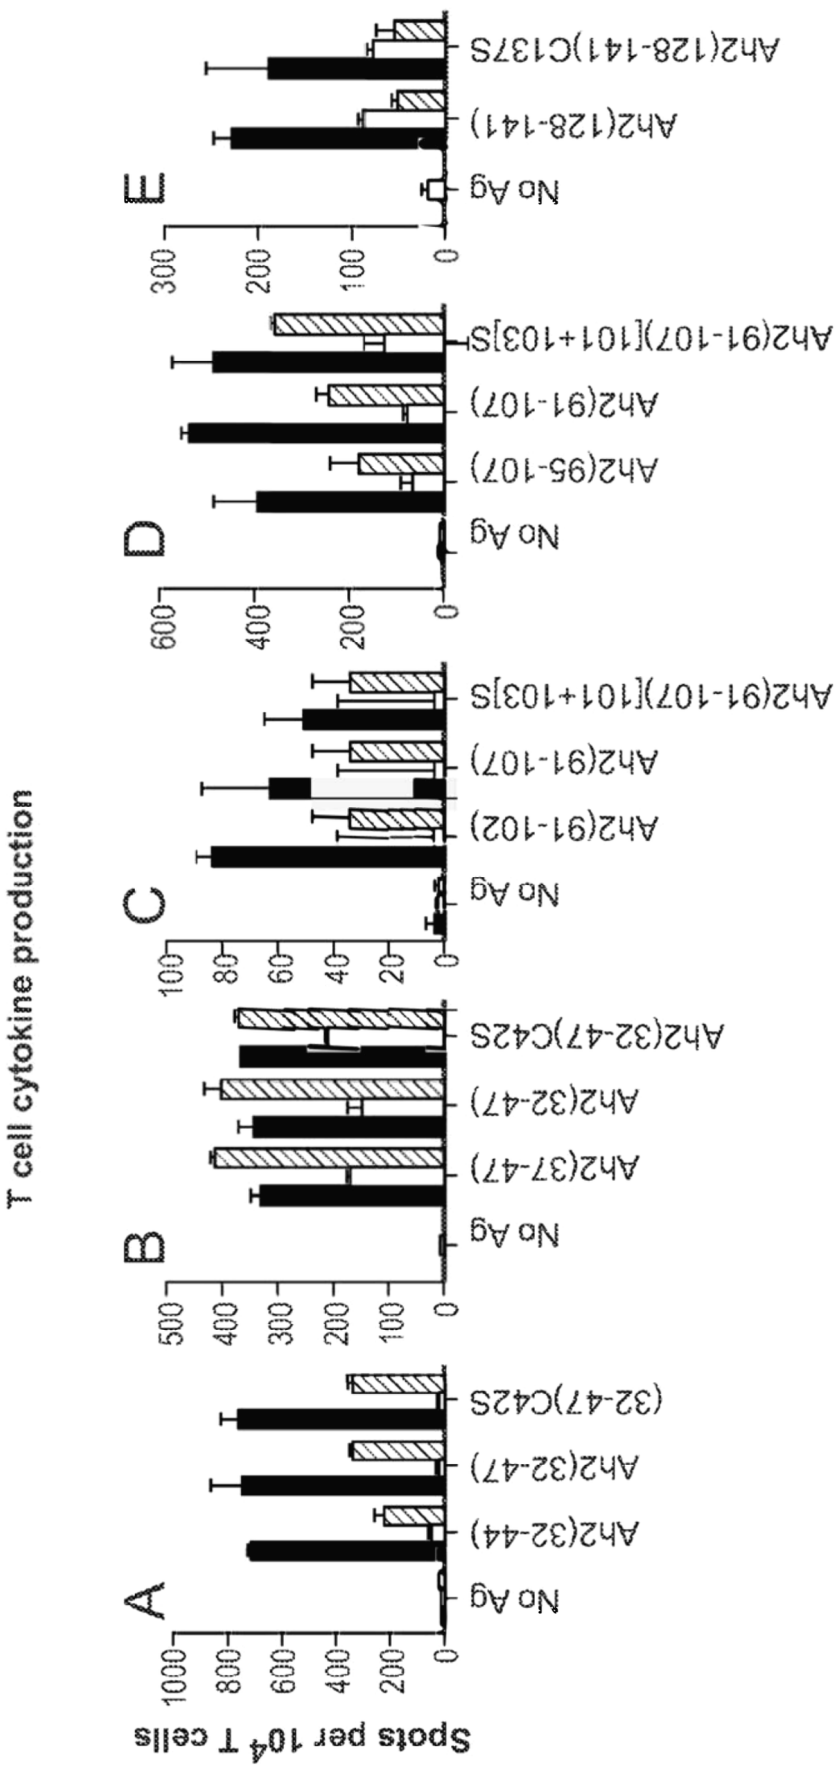 T cell cytokine production
Spots per 10⁴ T cells
A
1000
800
600
400
200
0
No Ag
Ah2(32-44)
Ah2(32-47)
(32-47)C42S
B
500
400
300
200
100
0
No Ag
Ah2(37-47)
Ah2(32-47)
Ah2(32-47)C42S
C
100
80
60
40
20
0
No Ag
Ah2(91-102)
Ah2(91-107)
Ah2(91-107)[101+103]S
D
600
400
200
0
No Ag
Ah2(95-107)
Ah2(91-107)
Ah2(91-107)[101+103]S
E
300
200
100
0
No Ag
Ah2(128-141)
Ah2(128-141)C137S